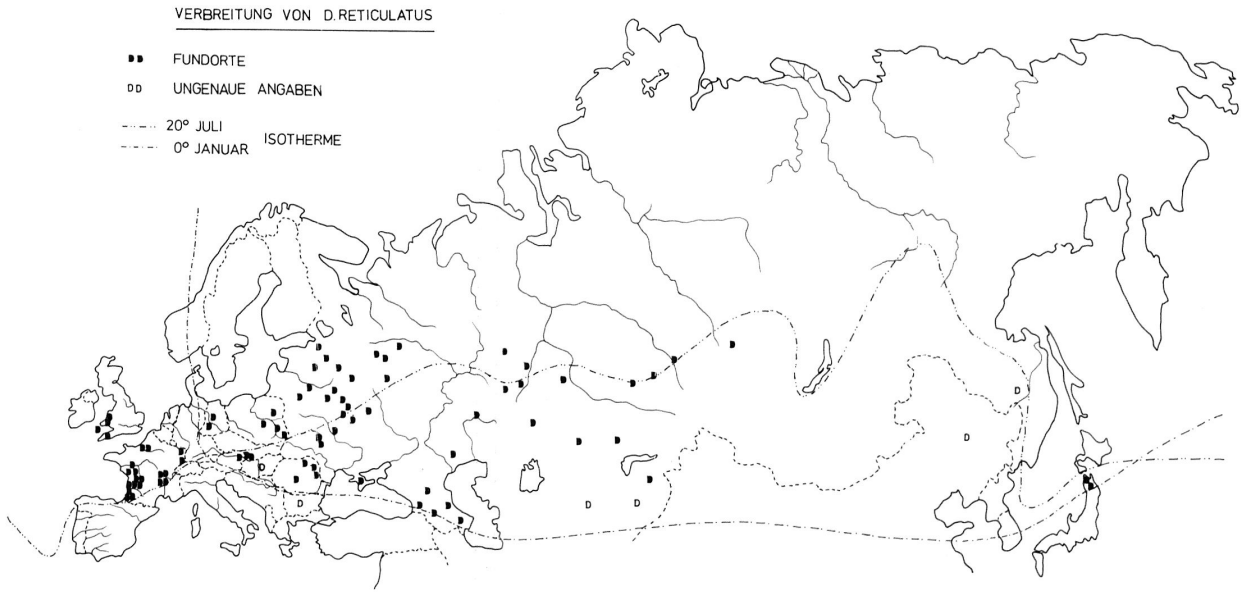 VERBREITUNG VON D.RETICULATUS
FUNDORTE
UNGENAUE ANGABEN
20° JULI
ISOTHERME
0° JANUAR